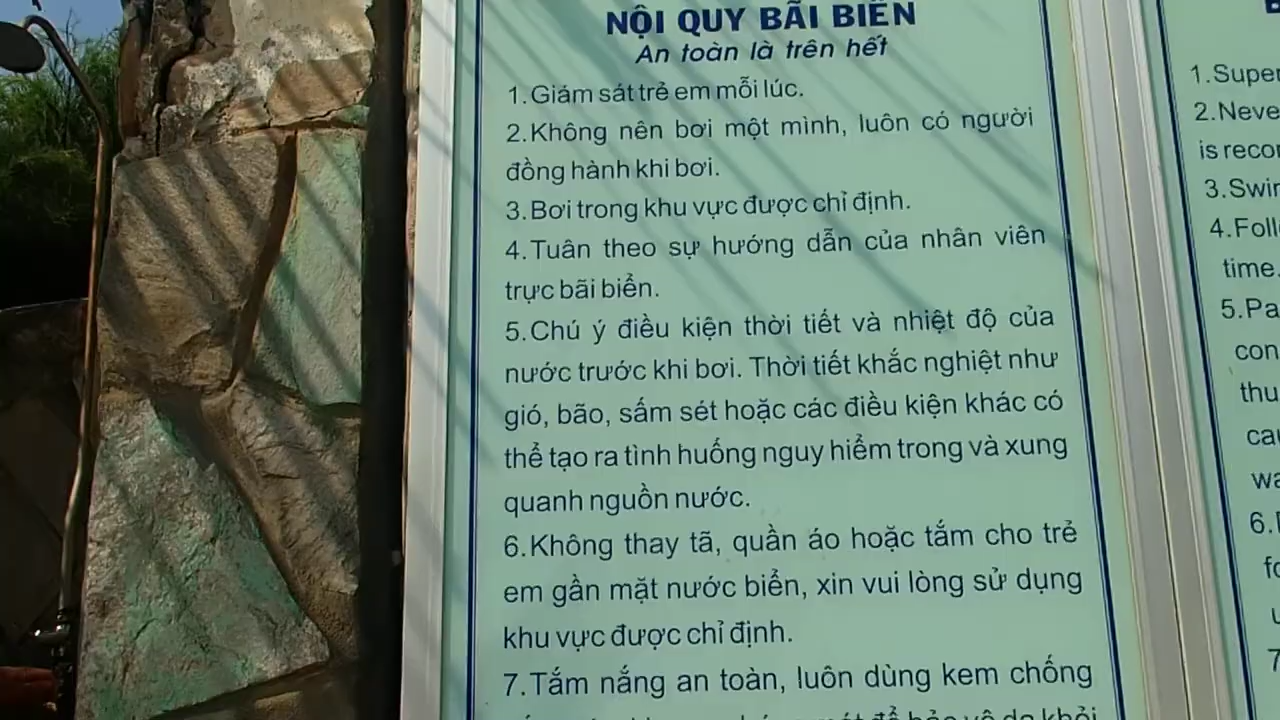 NỘI QUY BÃI BIỂN
An toàn là trên hết
1.Giám sát trẻ em mỗi lúc.
2.Không nên bơi một mình, luôn có người
đồng hành khi bơi.
3.Bơi trong khu vực được chỉ định.
4.Tuân theo sự hướng dẫn của nhân viên
trực bãi biển.
5.Chú ý điều kiện thời tiết và nhiệt độ của
nước trước khi bơi. Thời tiết khắc nghiệt như
gió, bão, sấm sét hoặc các điều kiện khác có
thể tạo ra tình huống nguy hiểm trong và xung
quanh nguồn nước.
6.Không thay tã, quần áo hoặc tắm cho trẻ
em gần mặt nước biển, xin vui lòng sử dụng
khu vực được chỉ định.
7.Tắm nắng an toàn, luôn dùng kem chống
1.Super
2.Neve
is recor
3.Swir
4.Foll
time.
5.Pa
con
thu
cau
wa
6.
7